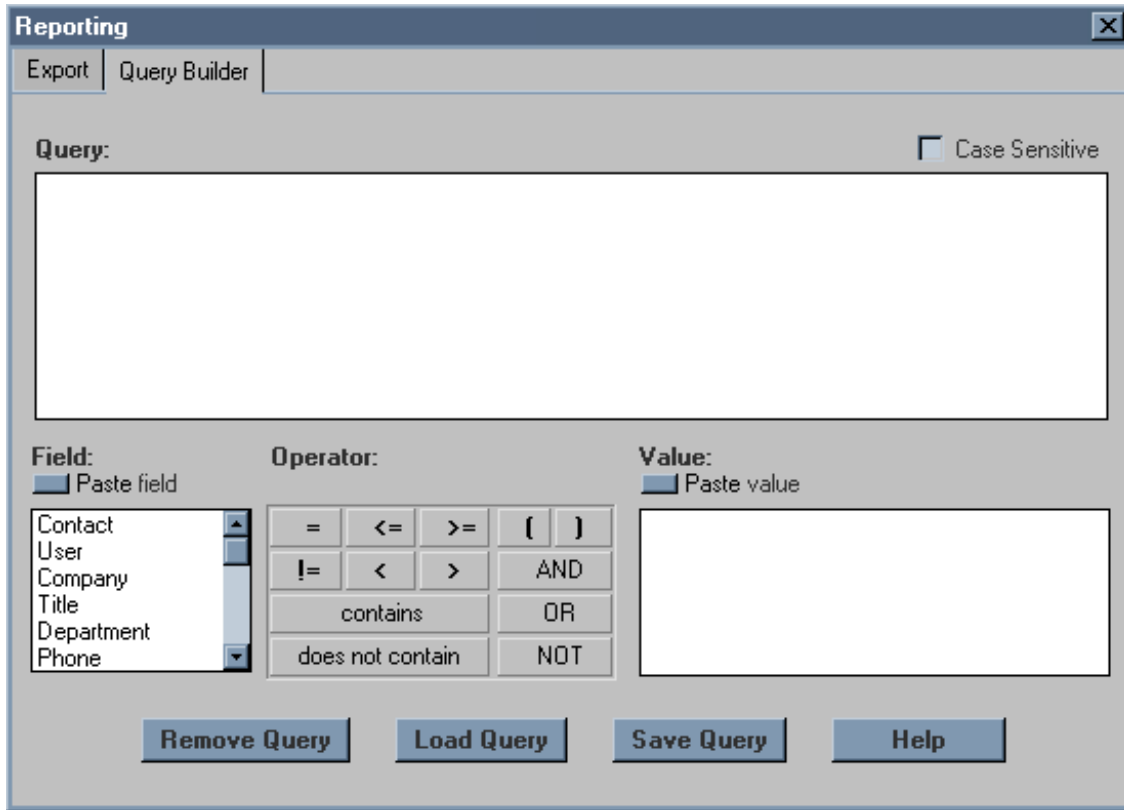 Reporting
Export Query Builder
Query: Case Sensitive
Field: Operator: Value:
Paste field Paste value
Contact = <= >= ( )
User
Company != < > AND
Title contains OR
Department
Phone does not contain NOT
Remove Query Load Query Save Query Help